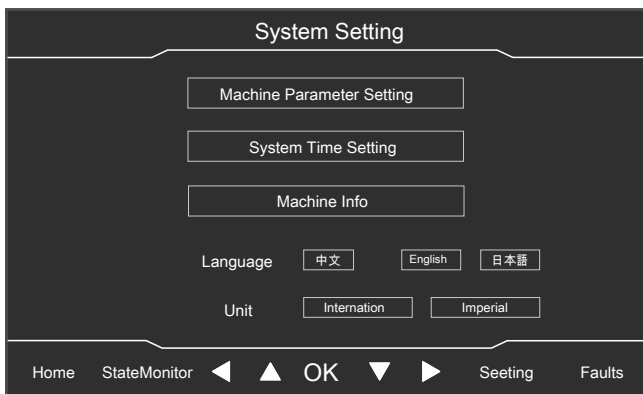 System Setting
Machine Parameter Setting
System Time Setting
Machine Info
Language 中文 English 日本語
Unit Internation Imperial
Home StateMonitor OK Seeting Faults